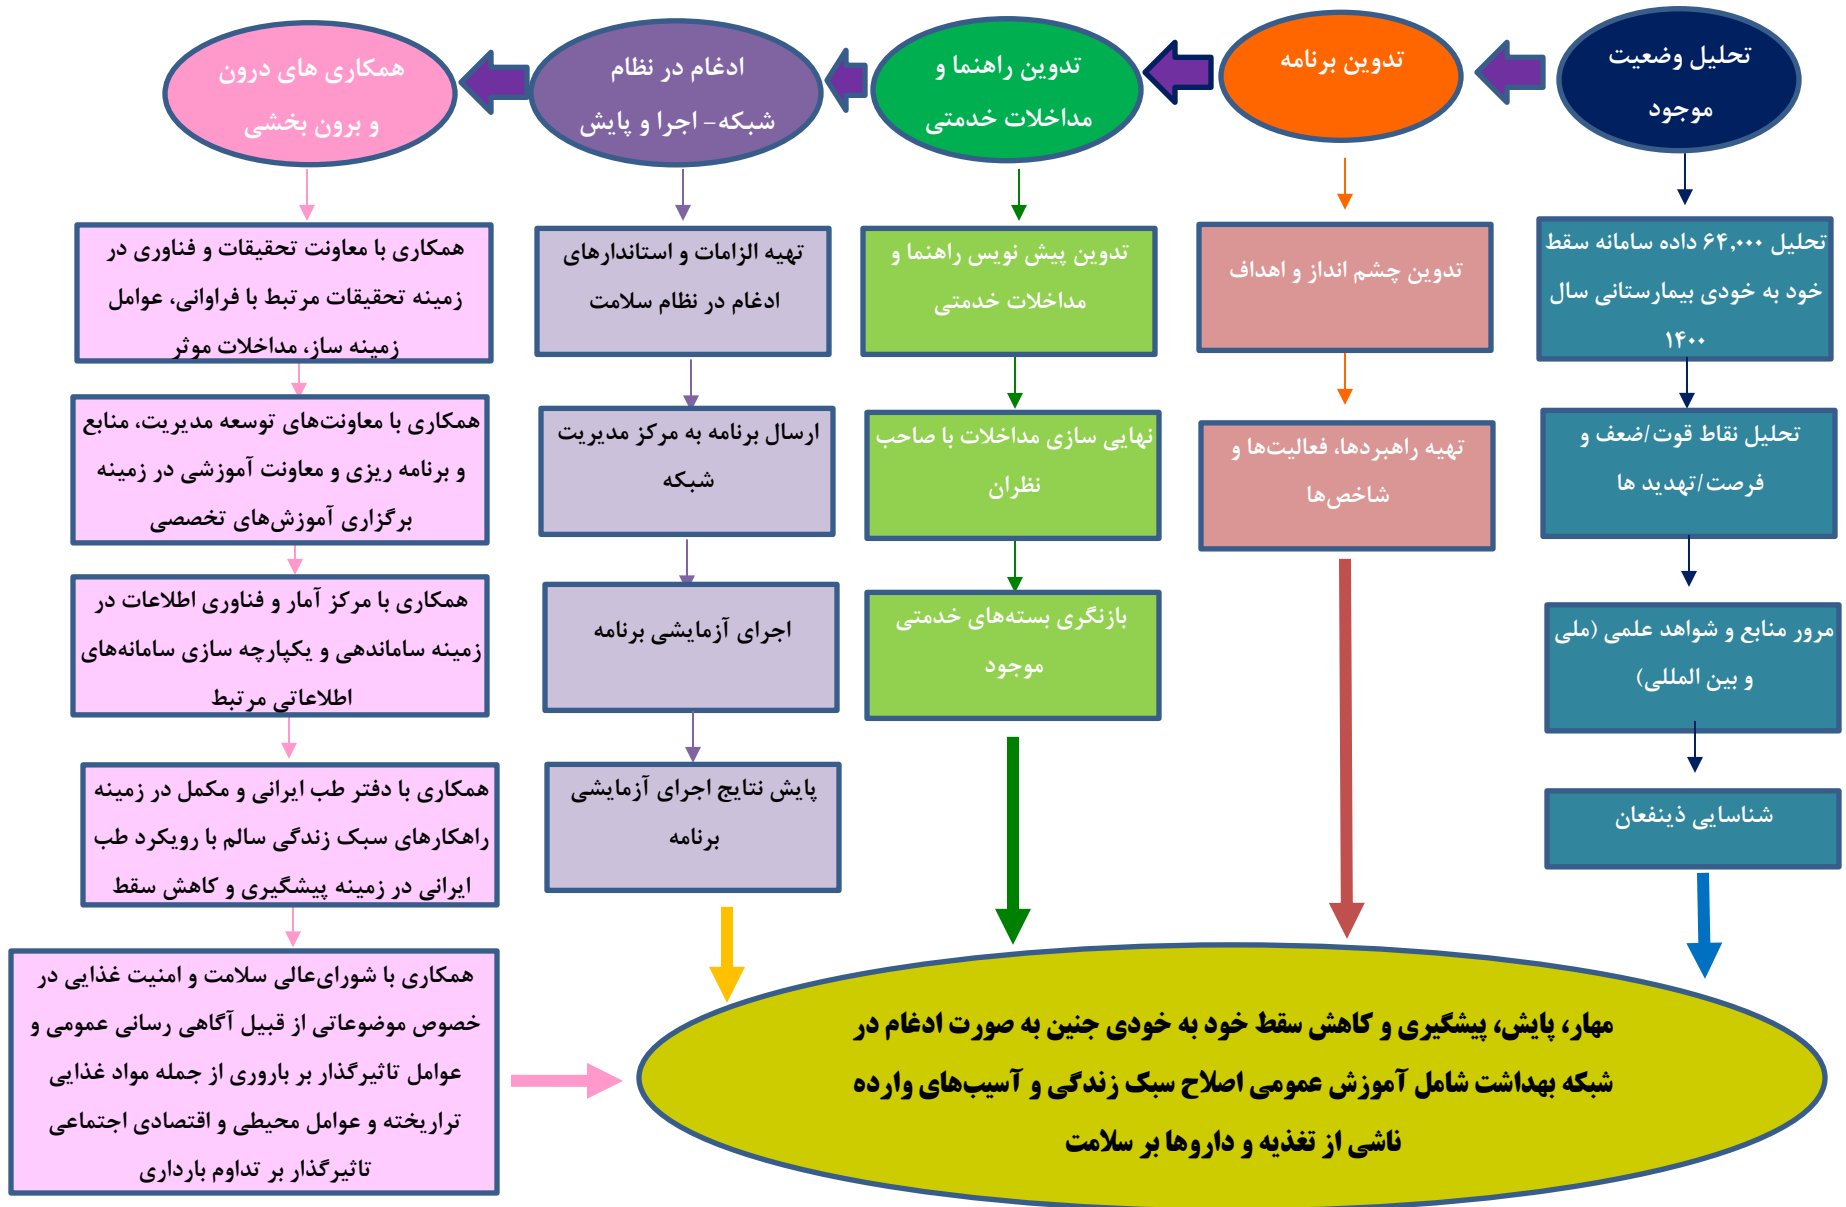 تحلیل وضعیت
موجود
تدوین برنامه
تدوین راهنما و
مداخلات خدمتی
ادغام در نظام
شبکه- اجرا و پایش
همکاری های درون
و برون بخشی
تحلیل ۶۴,۰۰۰ داده سامانه سقط
خود به خودی بیمارستانی سال
۱۴۰۰
تحلیل نقاط قوت/ضعف و
فرصت/تهدید ها
مرور منابع و شواهد علمی (ملی
و بین المللی)
شناسایی ذینفعان
تدوین چشم انداز و اهداف
تهیه راهبردها، فعالیت‌ها و
شاخص‌ها
تدوین پیش نویس راهنما و
مداخلات خدمتی
نهایی سازی مداخلات با صاحب
نظران
بازنگری بسته‌های خدمتی
موجود
تهیه الزامات و استاندارهای
ادغام در نظام سلامت
ارسال برنامه به مرکز مدیریت
شبکه
اجرای آزمایشی برنامه
پایش نتایج اجرای آزمایشی
برنامه
همکاری با معاونت تحقیقات و فناوری در
زمینه تحقیقات مرتبط با فراوانی، عوامل
زمینه ساز، مداخلات موثر
همکاری با معاونت‌های توسعه مدیریت، منابع
و برنامه ریزی و معاونت آموزشی در زمینه
برگزاری آموزش‌های تخصصی
همکاری با مرکز آمار و فناوری اطلاعات در
زمینه ساماندهی و یکپارچه سازی سامانه‌های
اطلاعاتی مرتبط
همکاری با دفتر طب ایرانی و مکمل در زمینه
راهکارهای سبک زندگی سالم با رویکرد طب
ایرانی در زمینه پیشگیری و کاهش سقط
همکاری با شورای‌عالی سلامت و امنیت غذایی در
خصوص موضوعاتی از قبیل آگاهی رسانی عمومی و
عوامل تاثیرگذار بر باروری از جمله مواد غذایی
تراریخته و عوامل محیطی و اقتصادی اجتماعی
تاثیرگذار بر تداوم بارداری
مهار، پایش، پیشگیری و کاهش سقط خود به خودی جنین به صورت ادغام در
شبکه بهداشت شامل آموزش عمومی اصلاح سبک زندگی و آسیب‌های وارده
ناشی از تغذیه و داروها بر سلامت